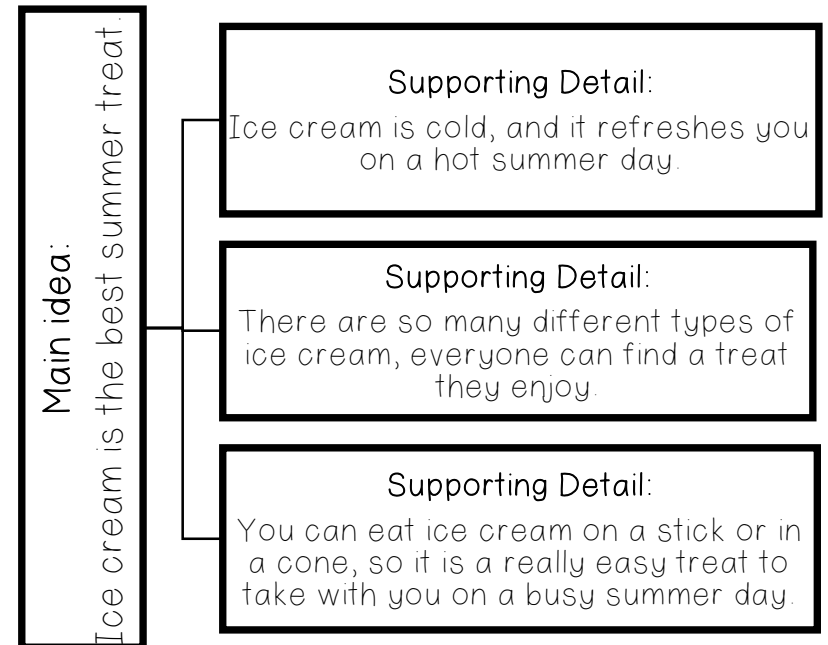 Main idea:
Ice cream is the best summer treat.
Supporting Detail:
Ice cream is cold, and it refreshes you
on a hot summer day.
Supporting Detail:
There are so many different types of
ice cream, everyone can find a treat
they enjoy.
Supporting Detail:
You can eat ice cream on a stick or in
a cone, so it is a really easy treat to
take with you on a busy summer day.